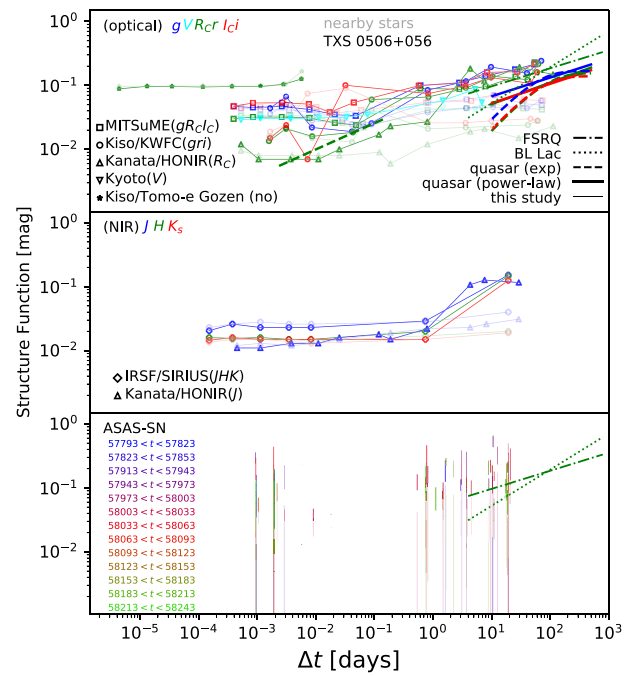 (optical) g V R_C r I_C i
nearby stars
TXS 0506+056
MITSuME(gR_CI_C)
Kiso/KWFC(gri)
Kanata/HONIR(R_C)
Kyoto(V)
Kiso/Tomo-e Gozen (no)
FSRQ
BL Lac
quasar (exp)
quasar (power-law)
this study
10^0
10^-1
10^-2
(NIR) J H K_s
IRSF/SIRIUS(JHK)
Kanata/HONIR(J)
10^0
10^-1
10^-2
Structure Function [mag]
ASAS-SN
57793 < t < 57823
57823 < t < 57853
57913 < t < 57943
57943 < t < 57973
57973 < t < 58003
58003 < t < 58033
58033 < t < 58063
58063 < t < 58093
58093 < t < 58123
58123 < t < 58153
58153 < t < 58183
58183 < t < 58213
58213 < t < 58243
10^0
10^-1
10^-2
10^-5 10^-4 10^-3 10^-2 10^-1 10^0 10^1 10^2 10^3
Δt [days]